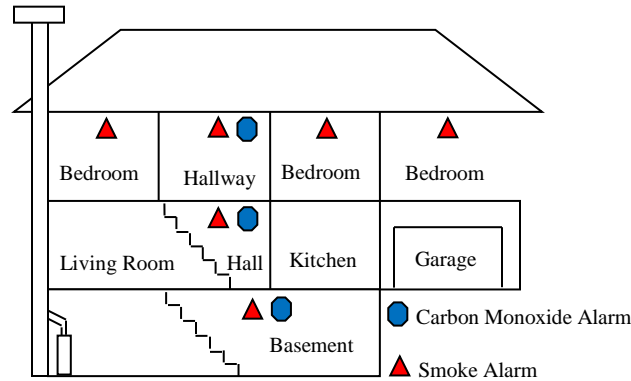 Bedroom
Hallway
Bedroom
Bedroom
Living Room
Hall
Kitchen
Garage
Carbon Monoxide Alarm
Basement
Smoke Alarm